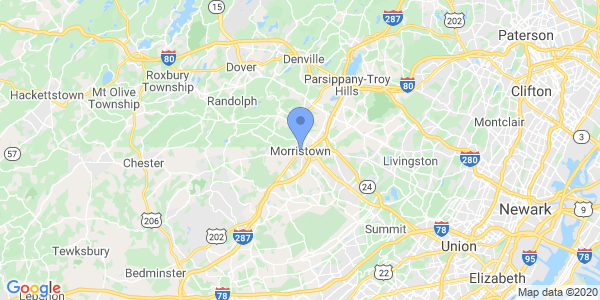 15
287
202
Paterson
80
Denville
Roxbury
Township
Dover
Parsippany-Troy
Hills
80
Hackettstown
Mt Olive
Township
Randolph
Clifton
Montclair
3
57
Chester
Morristown
Livingston
280
24
206
202
287
Summit
78
Newark
9
Union
Tewksbury
95
78
Bedminster
22
Elizabeth
78
Google
Lebanon
Map data ©2020